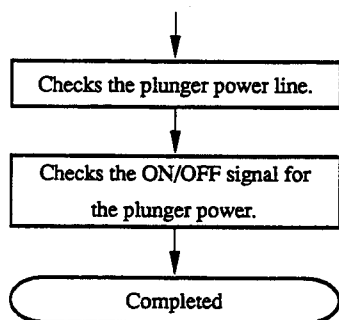 Checks the plunger power line.
Checks the ON/OFF signal for
the plunger power.
Completed